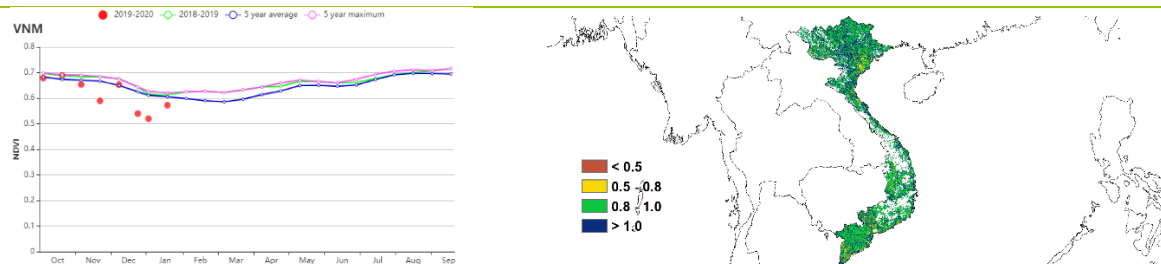 2019-2020 2018-2019 5 year average 5 year maximum
VNM
0.8
0.7
0.6
0.5
0.4
0.3
0.2
0.1
0
NDVI
Oct Nov Dec Jan Feb Mar Apr May Jun Jul Aug Sep
< 0.5
0.5 - 0.8
0.8 - 1.0
> 1.0